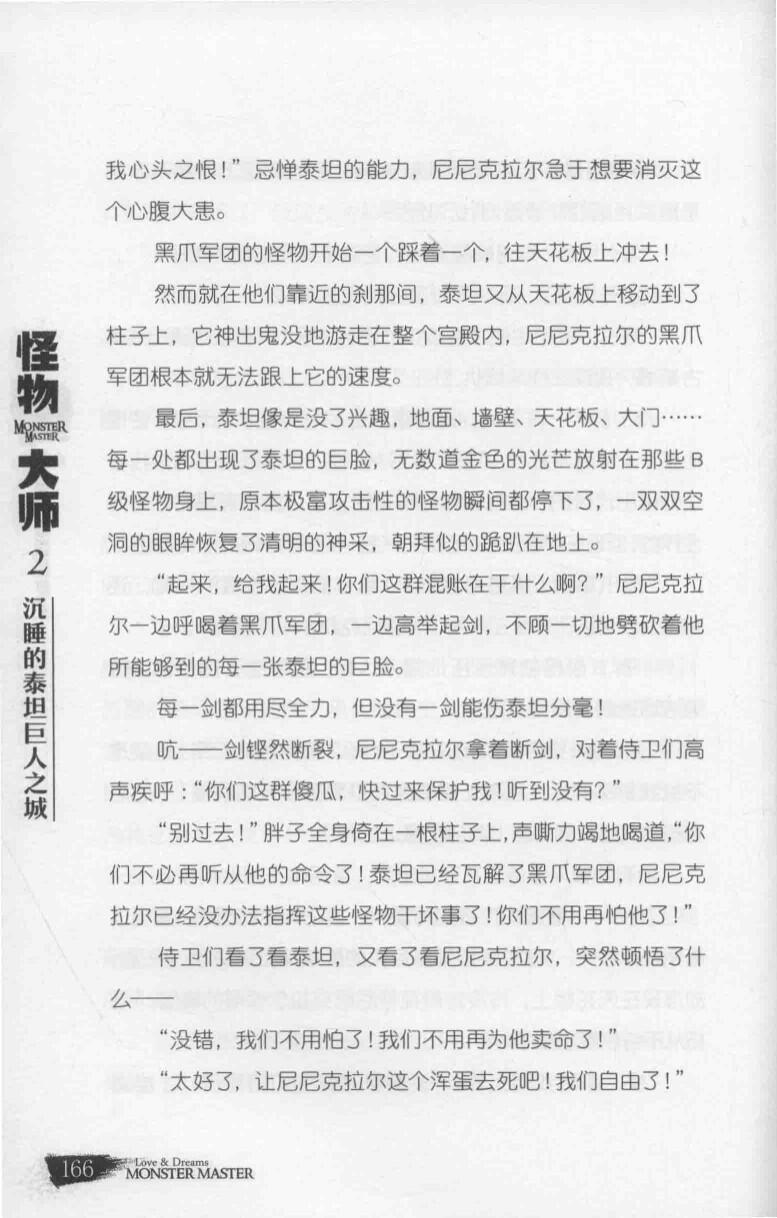 我心头之恨！”忌惮泰坦的能力，尼尼克拉尔急于想要消灭这
个心腹大患。
黑爪军团的怪物开始一个踩着一个，往天花板上冲去！
然而就在他们靠近的刹那间，泰坦又从天花板上移动到了
柱子上，它神出鬼没地游走在整个宫殿内，尼尼克拉尔的黑爪
军团根本就无法跟上它的速度。
最后，泰坦像是没了兴趣，地面、墙壁、天花板、大门……
每一处都出现了泰坦的巨脸，无数道金色的光芒放射在那些 B
级怪物身上，原本极富攻击性的怪物瞬间都停下了，一双双空
洞的眼眸恢复了清明的神采，朝拜似的跪趴在地上。
“起来，给我起来！你们这群混账在干什么啊？”尼尼克拉
尔一边呼喝着黑爪军团，一边高举起剑，不顾一切地劈砍着他
所能够到的每一张泰坦的巨脸。
每一剑都用尽全力，但没有一剑能伤泰坦分毫！
吭——剑铿然断裂，尼尼克拉尔拿着断剑，对着侍卫们高
声疾呼：“你们这群傻瓜，快过来保护我！听到没有？”
“别过去！”胖子全身倚在一根柱子上，声嘶力竭地喝道，“你
们不必再听从他的命令了！泰坦已经瓦解了黑爪军团，尼尼克
拉尔已经没办法指挥这些怪物干坏事了！你们不用再怕他了！”
侍卫们看了看泰坦，又看了看尼尼克拉尔，突然顿悟了什
么——
“没错，我们不用怕了！我们不用再为他卖命了！”
“太好了，让尼尼克拉尔这个浑蛋去死吧！我们自由了！”
怪物
MONSTER
MASTER
大师
2
沉睡的泰坦巨人之城
166
The Love & Dreams
MONSTER MASTER